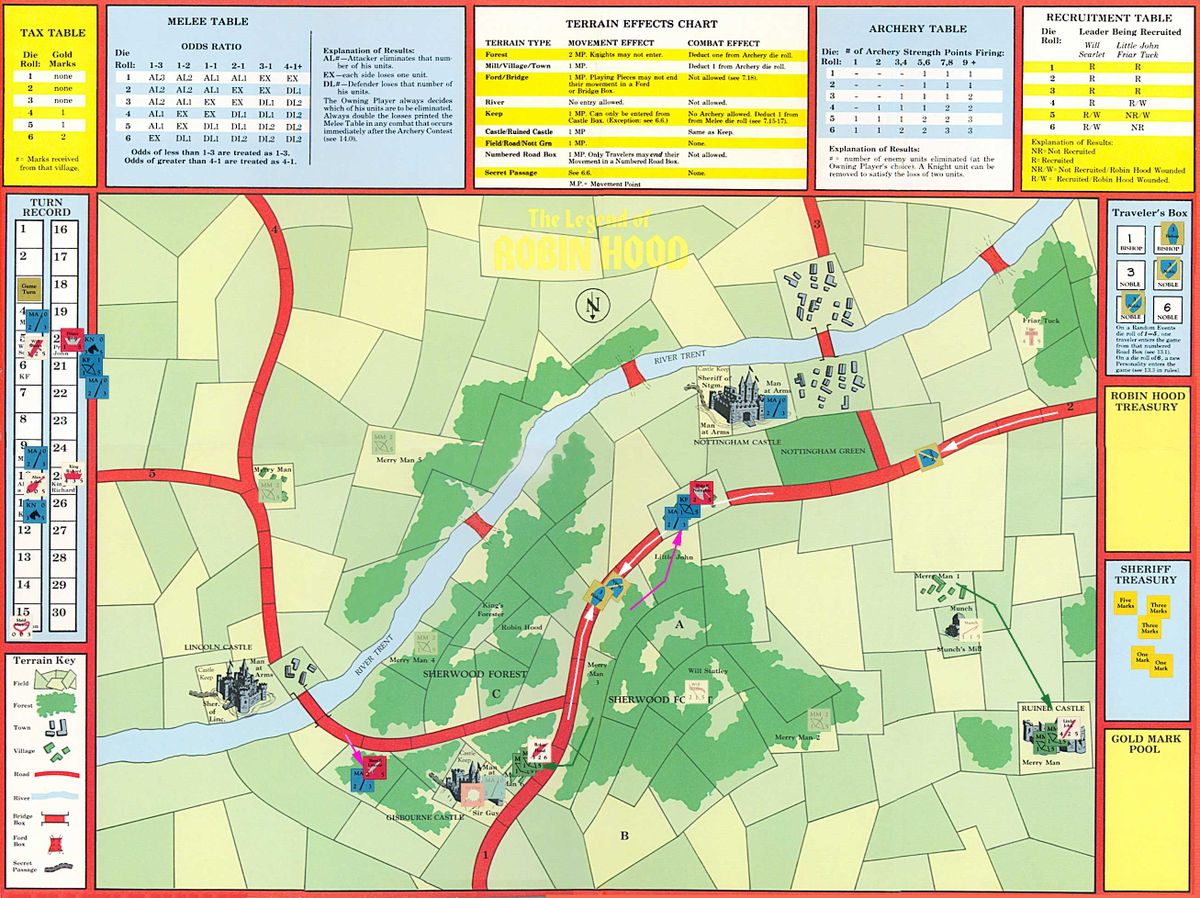 TAX TABLE
Die Gold
Roll: Marks
1 none
2 none
3 none
4 1
5 1
6 2
#= Marks received
from that village.
MELEE TABLE
ODDS RATIO
Die
Roll: 1-3 1-2 1-1 2-1 3-1 4-1+
1 AL3 AL2 AL1 AL1 EX EX
2 AL2 AL2 AL1 EX EX DL1
3 AL2 AL1 EX EX DL1 DL2
4 AL1 EX EX DL1 DL1 DL2
5 AL1 EX DL1 DL1 DL2 DL2
6 EX DL1 DL1 DL2 DL2 DL2
Odds of less than 1-3 are treated as 1-3.
Odds of greater than 4-1 are treated as 4-1.
Explanation of Results:
AL#—Attacker eliminates that num-
ber of his units.
EX—each side loses one unit.
DL#—Defender loses that number of
his units.
The Owning Player always decides
which of his units are to be eliminated.
Always double the losses printed the
Melee Table in any combat that occurs
immediately after the Archery Contest
(see 14.0).
TERRAIN EFFECTS CHART
TERRAIN TYPE MOVEMENT EFFECT COMBAT EFFECT
Forest 2 MP. Knights may not enter. Deduct one from Archery die roll.
Mill/Village/Town 1 MP. Deduct 1 from Archery die roll.
Ford/Bridge 1 MP. Playing Pieces may not end Not allowed (see 7.18).
their movement in a Ford
or Bridge Box.
River No entry allowed. Not allowed.
Keep 1 MP. Can only be entered from No Archery allowed. Deduct 1 from
Castle Box. (Exception: see 6.6.) Melee die roll (see 7.15-17).
Castle/Ruined Castle 1 MP Same as Keep.
Field/Road/Nott Grn 1 MP. None.
Numbered Road Box 1 MP. Only Travelers may end their Not allowed.
Movement in a Numbered Road Box.
Secret Passage See 6.6. None.
M.P.= Movement Point
ARCHERY TABLE
Die: # of Archery Strength Points Firing:
1 2 3,4 5,6 7,8 9 +
1 - - - 1 1 1
2 - - - 1 1 1
3 - - 1 1 1 2
4 - 1 1 1 2 2
5 1 1 1 2 2 3
6 1 1 2 2 3 3
Explanation of Results:
# = number of enemy units eliminated (at the
Owning Player's choice). A Knight unit can be
removed to satisfy the loss of two units.
RECRUITMENT TABLE
Die Leader Being Recruited
Roll: Will Little John
Scarlet Friar Tuck
1 R R
2 R R
3 R R
4 R R/W
5 R/W NR/W
6 R/W NR
Explanation of Results:
NR=Not Recruited
R=Recruited
NR/W=Not Recruited/Robin Hood Wounded
R/W= Recruited/Robin Hood Wounded.
TURN
RECORD
1 16
2 17
Game
Turn
18
4 19
6 21
KF
7 22
8 23
9 24
King
Richard
26
12 27
13 28
14 29
15 30
Terrain Key
Field
Forest
Town
Village
Road
River
Bridge
Box
Ford
Box
Secret
Passage
The Legend of
ROBIN HOOD
N
4
3
2
5
1
RIVER TRENT
Friar Tuck
Castle Keep
Sheriff of
Ntgm.
Man at
Arms
Man
at Arms
NOTTINGHAM CASTLE
NOTTINGHAM GREEN
MM 2
Merry Man 5
Merry Man
Little John
Merry Man 1
Munch
Munch's Mill
King's
Forester
Robin Hood
A
Merry Man 4
SHERWOOD FOREST
C
Merry
Man
3
Will Stutley
Merry Man 2
RIVER TRENT
LINCOLN CASTLE
Castle
Keep
Man
at
Arms
Sher.
of
Linc.
RUINED CASTLE
Merry Man
Castle
Keep
Man
at
GISBOURNE CASTLE
Sir Guy
B
Traveler's Box
1
BISHOP
BISHOP
3
NOBLE
NOBLE
NOBLE
6
NOBLE
On a Random Events
die roll of 1-5, one
traveler enters the game
from that numbered
Road Box (see 13.1).
On a die roll of 6, a new
Personality enters the
game (see 13.3 in rules).
ROBIN HOOD
TREASURY
SHERIFF
TREASURY
Five
Marks
Three
Marks
Three
Marks
One
Mark
One
Mark
GOLD MARK
POOL